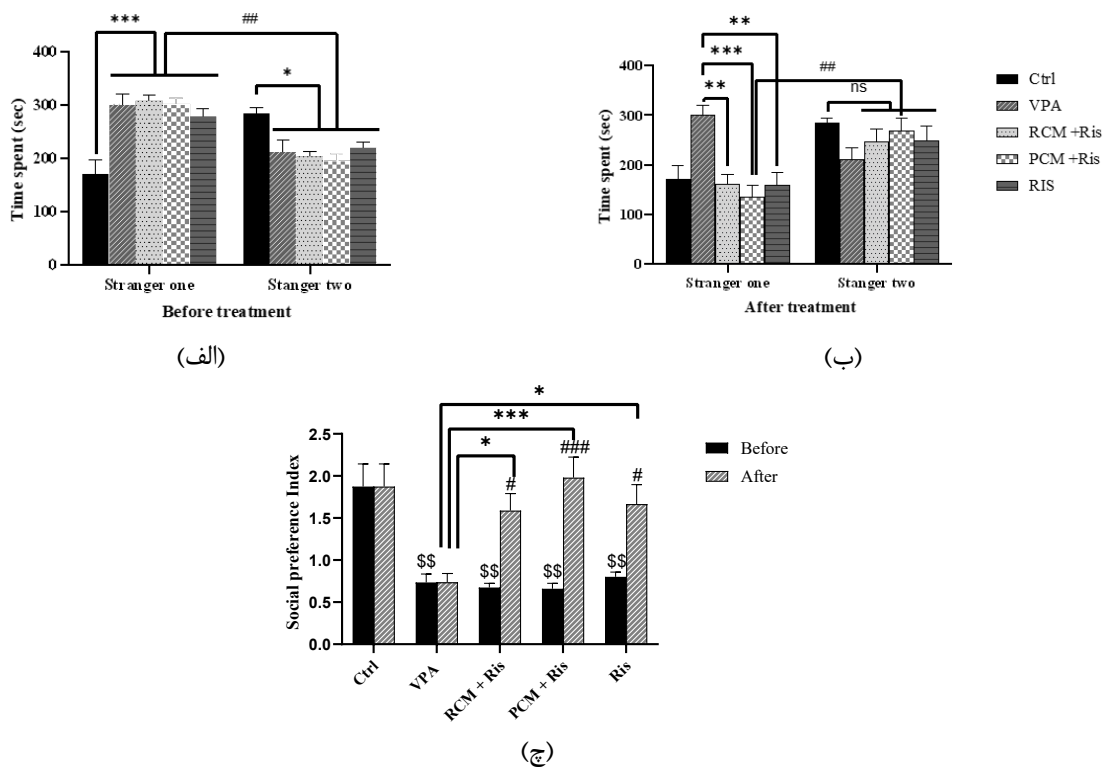 ***
##
*
400
300
200
100
0
Time spent (sec)
Stranger one
Stanger two
Before treatment
(الف)
**
***
**
##
ns
400
300
200
100
0
Time spent (sec)
Stranger one
Stanger two
After treatment
Ctrl
VPA
RCM +Ris
PCM +Ris
RIS
(ب)
*
***
*
2.5
2.0
1.5
1.0
0.5
0.0
Social preference Index
$$
$$
#
$$
###
$$
#
Ctrl
VPA
RCM + Ris
PCM + Ris
Ris
Before
After
(چ)